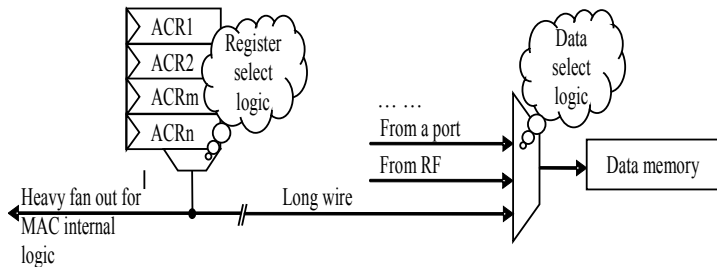 ACR1
ACR2
ACRm
ACRn
Register
select
logic
Data
select
logic
... ...
From a port
From RF
Data memory
Heavy fan out for
MAC internal
logic
Long wire